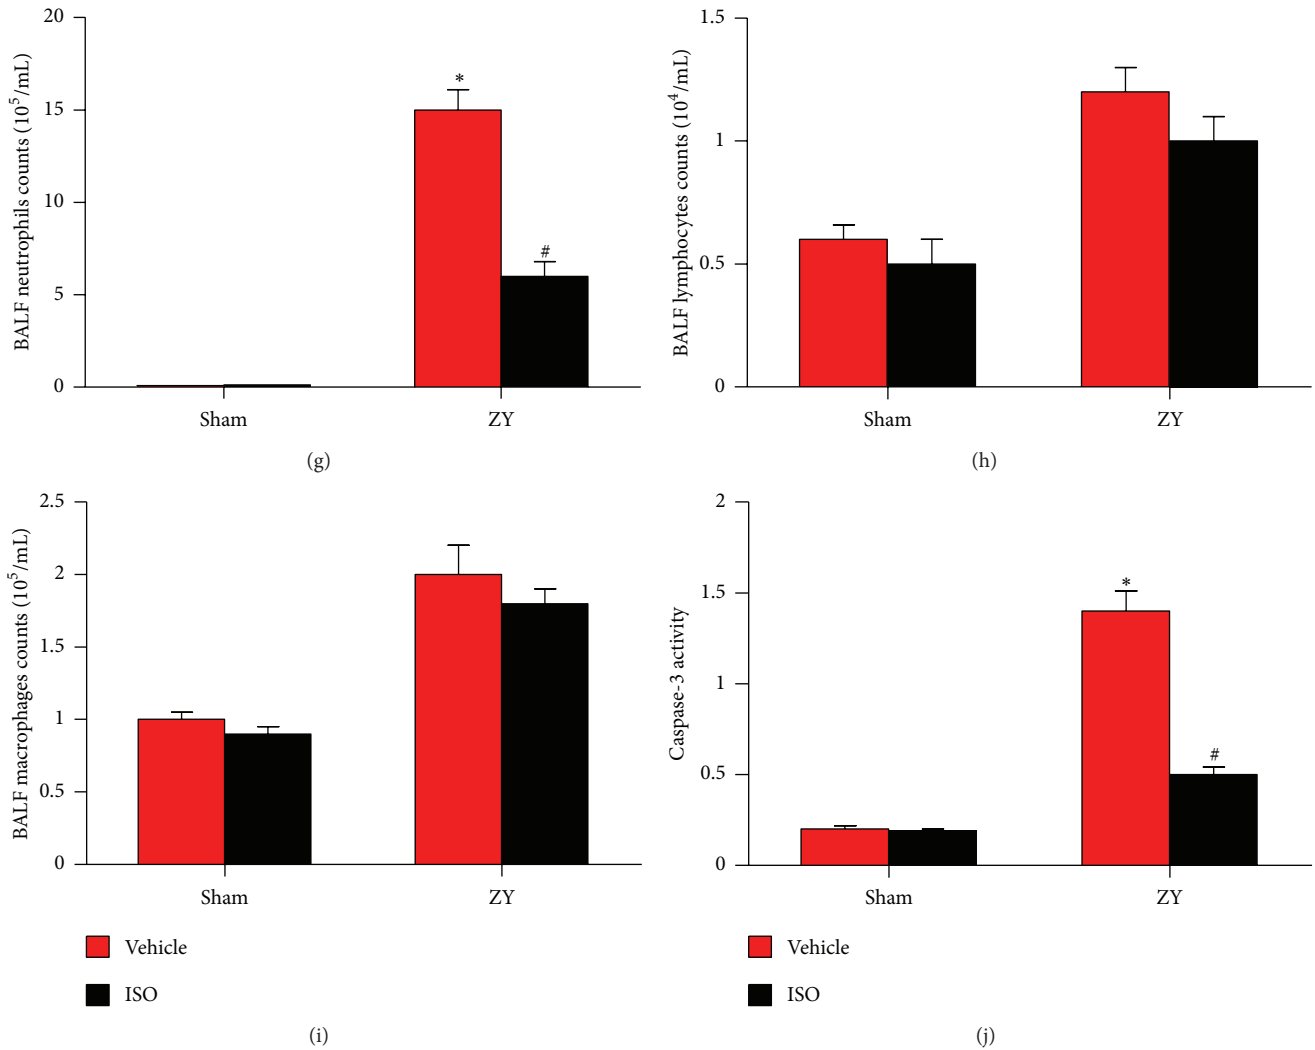 BALF neutrophils counts (10⁵/mL)
20
15
10
5
0
*
#
Sham
ZY
(g)
BALF lymphocytes counts (10⁴/mL)
1.5
1
0.5
0
Sham
ZY
(h)
BALF macrophages counts (10⁵/mL)
2.5
2
1.5
1
0.5
0
Sham
ZY
Vehicle
ISO
(i)
Caspase-3 activity
2
1.5
1
0.5
0
*
#
Sham
ZY
Vehicle
ISO
(j)